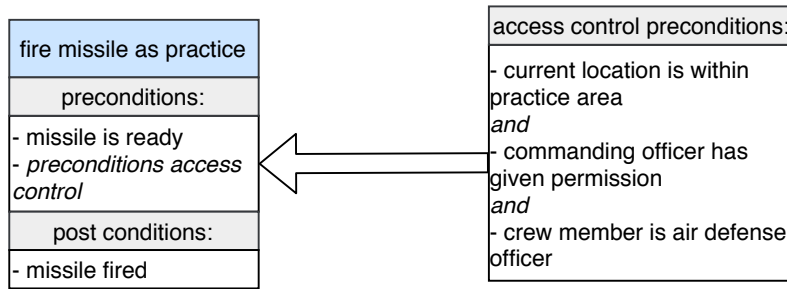 fire missile as practice
preconditions:
- missile is ready
- preconditions access
control
post conditions:
- missile fired
access control preconditions:
- current location is within
practice area
and
- commanding officer has
given permission
and
- crew member is air defense
officer